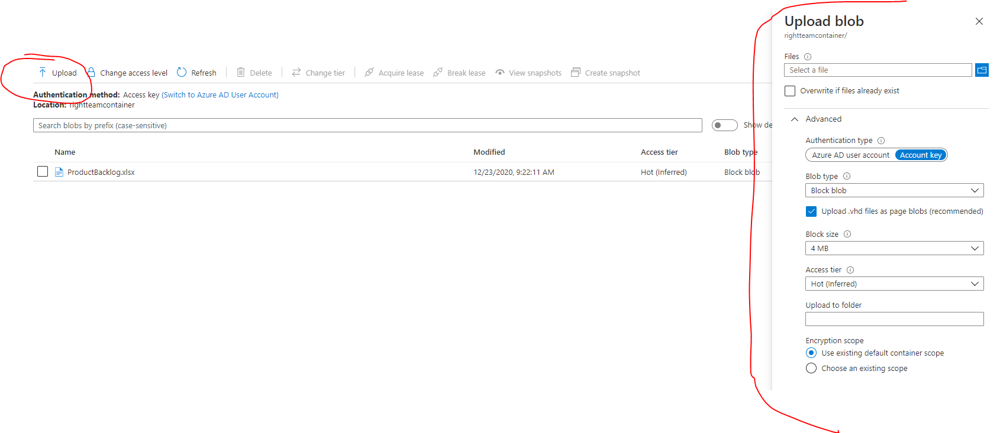 Upload
Change access level
Refresh
Delete
Change tier
Acquire lease
Break lease
View snapshots
Create snapshot
Authentication method: Access key (Switch to Azure AD User Account)
Location: rightteamcontainer
Search blobs by prefix (case-sensitive)
Show de
Name Modified Access tier Blob type
ProductBacklog.xlsx 12/23/2020, 9:22:11 AM Hot (Inferred) Block blob
Upload blob
rightteamcontainer/
Files
Select a file
Overwrite if files already exist
Advanced
Authentication type
Azure AD user account Account key
Blob type
Block blob
Upload .vhd files as page blobs (recommended)
Block size
4 MB
Access tier
Hot (Inferred)
Upload to folder
Encryption scope
Use existing default container scope
Choose an existing scope